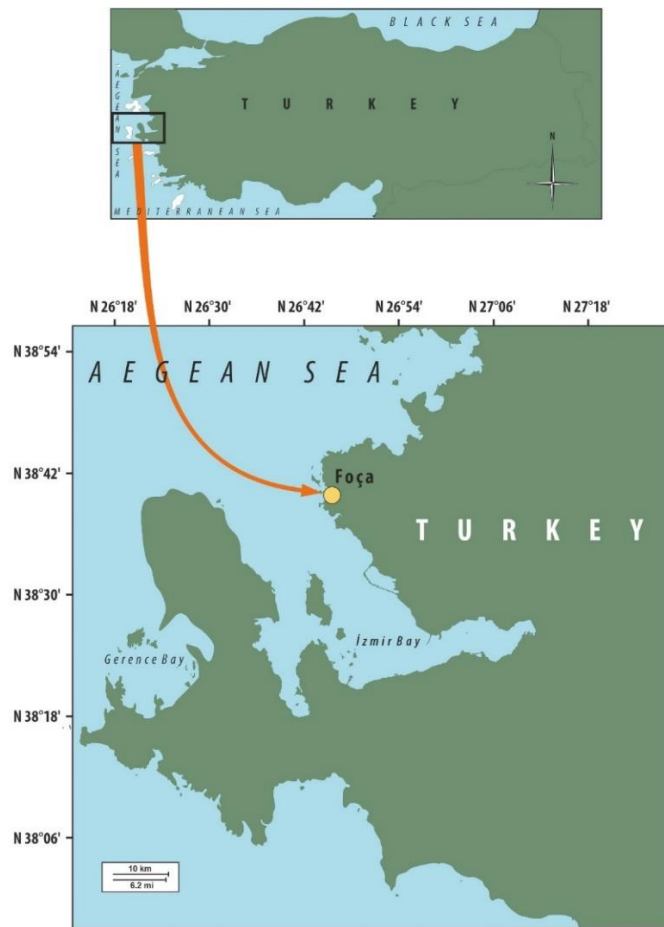 BLACK SEA
AEGEAN SEA
TURKEY
N
MEDITERRANEAN SEA
N 26°18' N 26°30' N 26°42' N 26°54' N 27°06' N 27°18'
N 38°54'
AEGEAN SEA
N 38°42'
Foça
TURKEY
N 38°30'
İzmir Bay
Gerence Bay
N 38°18'
N 38°06'
10 km
6.2 mi